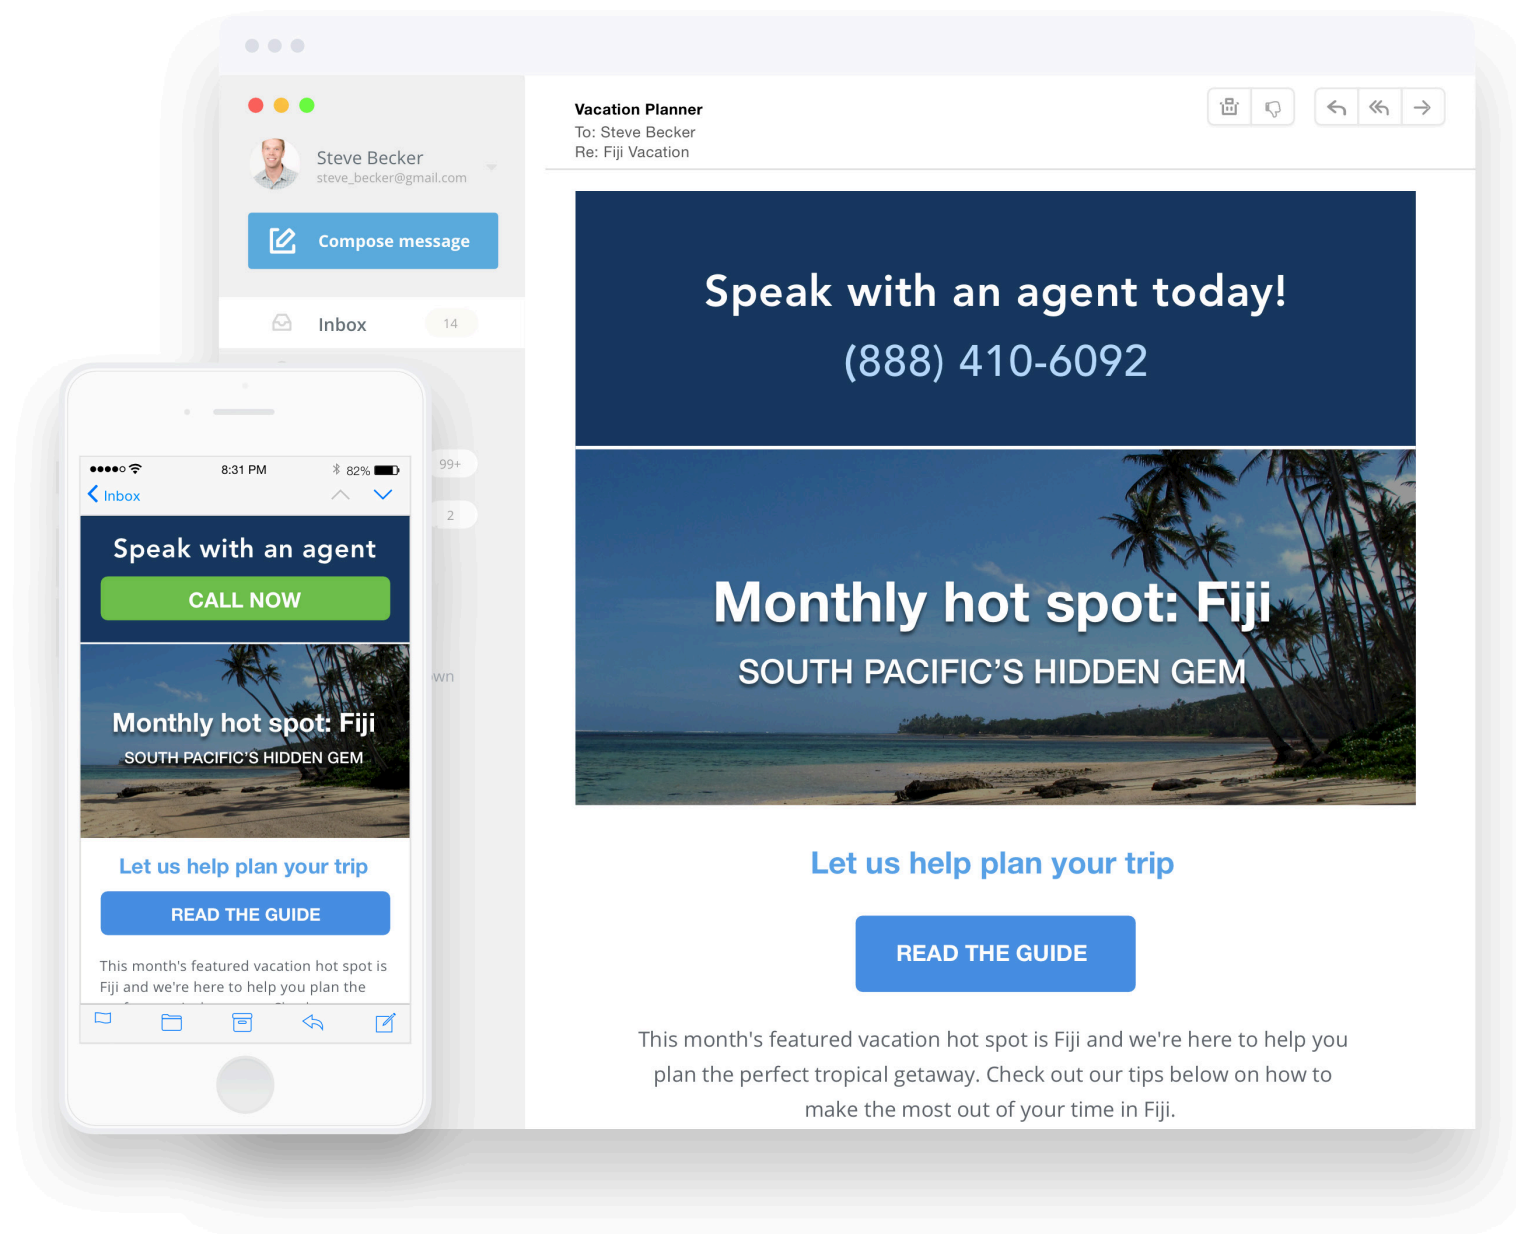 Steve Becker
steve_becker@gmail.com
Compose message
Inbox
14
99+
2
Vacation Planner
To: Steve Becker
Re: Fiji Vacation
Speak with an agent today!
(888) 410-6092
Monthly hot spot: Fiji
SOUTH PACIFIC’S HIDDEN GEM
Let us help plan your trip
READ THE GUIDE
This month's featured vacation hot spot is Fiji and we're here to help you
plan the perfect tropical getaway. Check out our tips below on how to
make the most out of your time in Fiji.
8:31 PM
82%
Inbox
Speak with an agent
CALL NOW
Monthly hot spot: Fiji
SOUTH PACIFIC’S HIDDEN GEM
Let us help plan your trip
READ THE GUIDE
This month's featured vacation hot spot is
Fiji and we're here to help you plan the